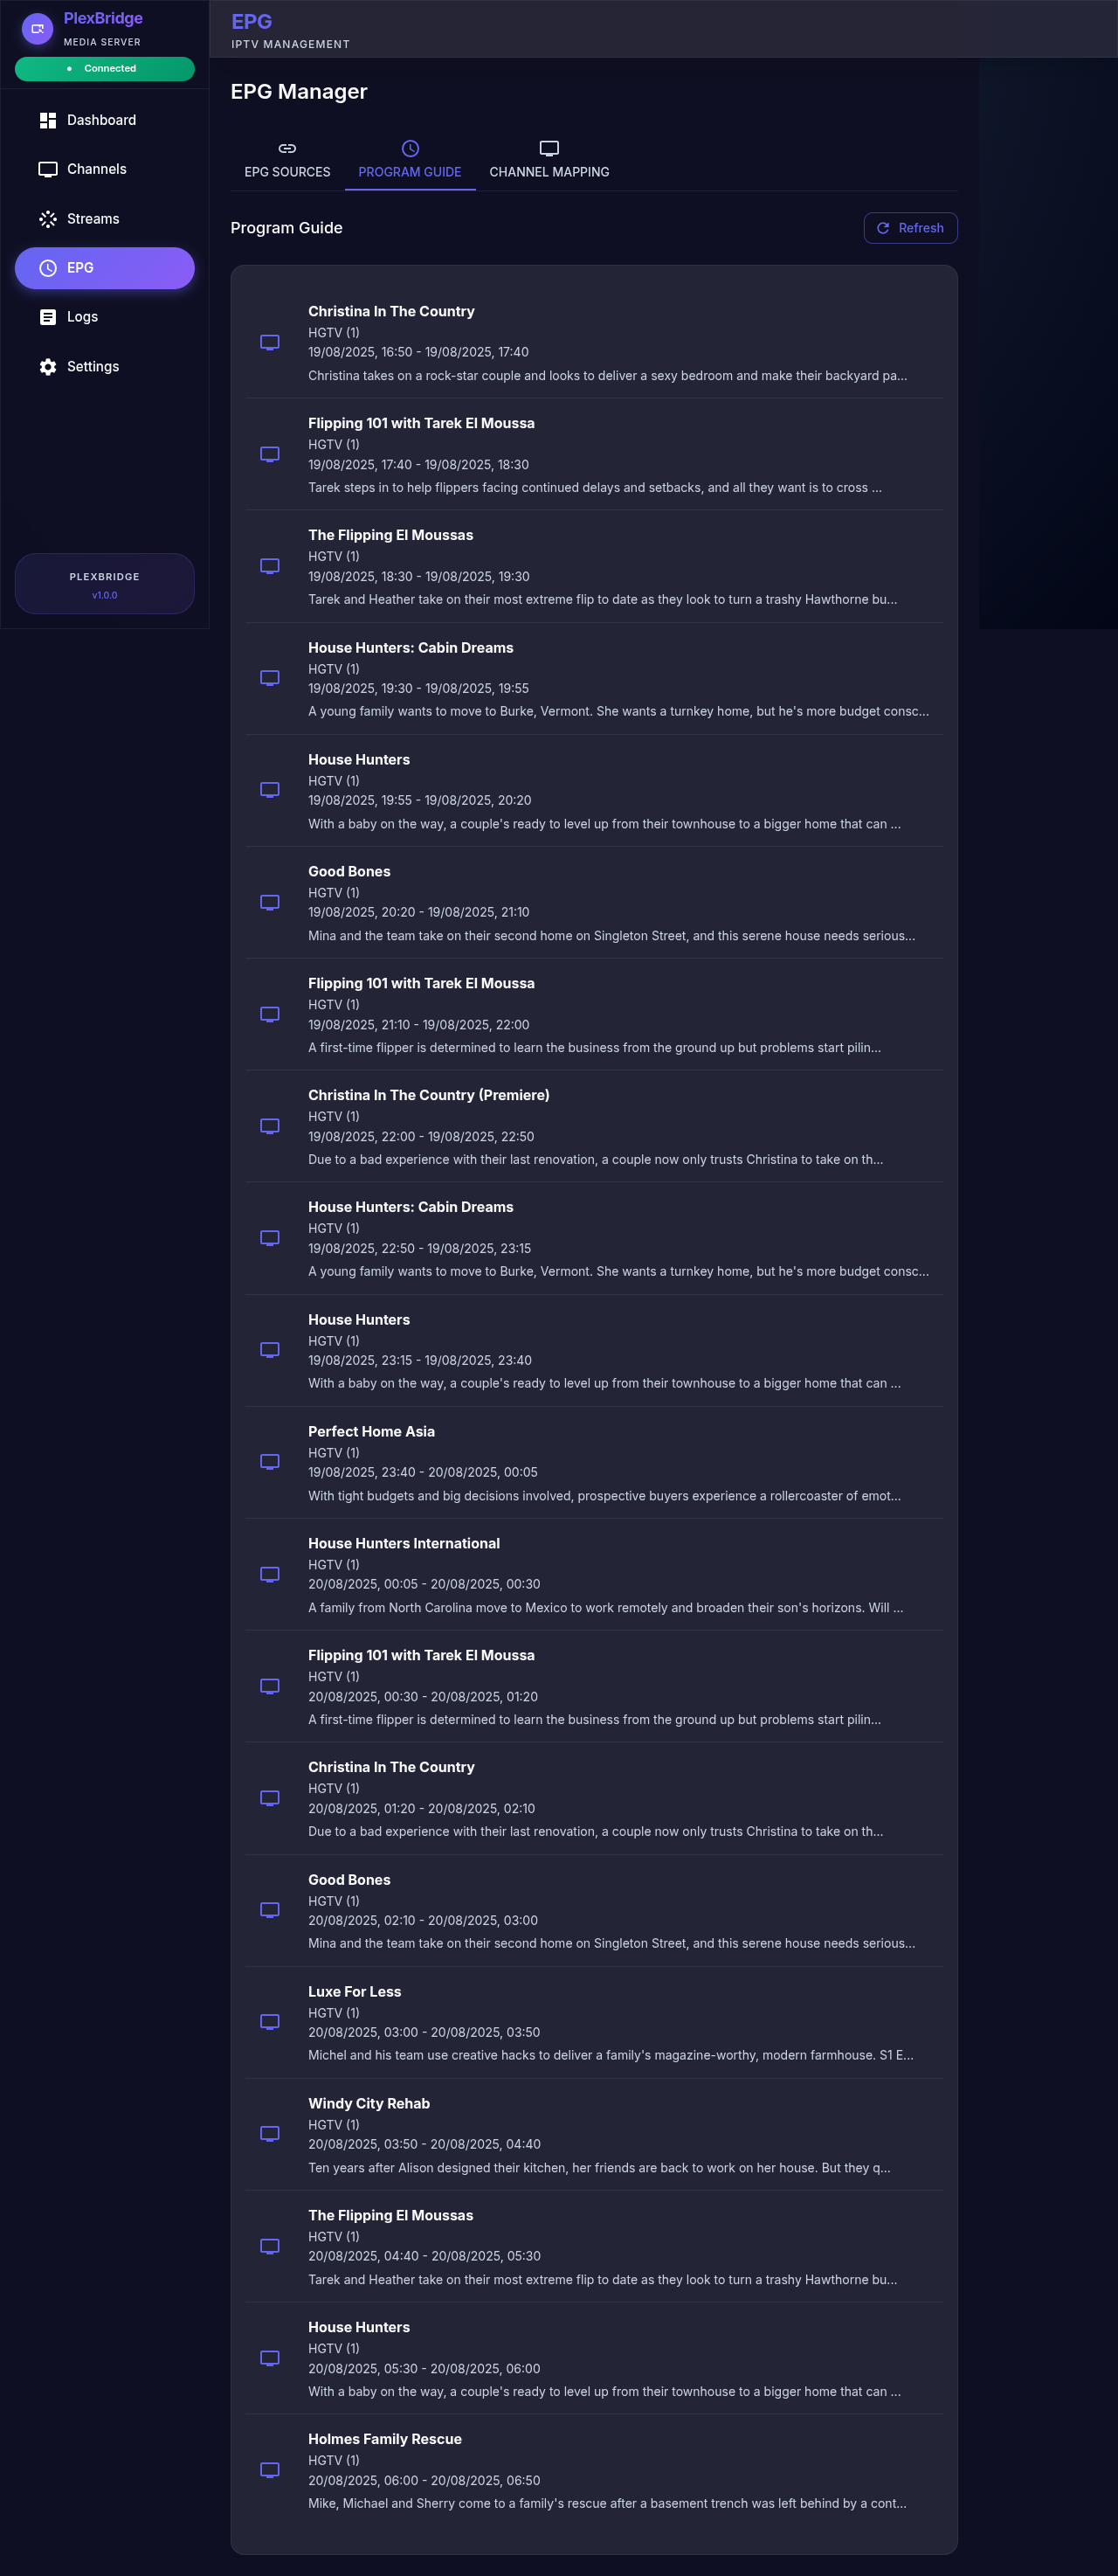 PlexBridge
MEDIA SERVER
Connected
Dashboard
Channels
Streams
EPG
Logs
Settings
PLEXBRIDGE
v1.0.0
EPG
IPTV MANAGEMENT
EPG Manager
EPG SOURCES
PROGRAM GUIDE
CHANNEL MAPPING
Program Guide
Refresh
Christina In The Country
HGTV (1)
19/08/2025, 16:50 - 19/08/2025, 17:40
Christina takes on a rock-star couple and looks to deliver a sexy bedroom and make their backyard pa...
Flipping 101 with Tarek El Moussa
HGTV (1)
19/08/2025, 17:40 - 19/08/2025, 18:30
Tarek steps in to help flippers facing continued delays and setbacks, and all they want is to cross ...
The Flipping El Moussas
HGTV (1)
19/08/2025, 18:30 - 19/08/2025, 19:30
Tarek and Heather take on their most extreme flip to date as they look to turn a trashy Hawthorne bu...
House Hunters: Cabin Dreams
HGTV (1)
19/08/2025, 19:30 - 19/08/2025, 19:55
A young family wants to move to Burke, Vermont. She wants a turnkey home, but he's more budget consc...
House Hunters
HGTV (1)
19/08/2025, 19:55 - 19/08/2025, 20:20
With a baby on the way, a couple's ready to level up from their townhouse to a bigger home that can ...
Good Bones
HGTV (1)
19/08/2025, 20:20 - 19/08/2025, 21:10
Mina and the team take on their second home on Singleton Street, and this serene house needs serious...
Flipping 101 with Tarek El Moussa
HGTV (1)
19/08/2025, 21:10 - 19/08/2025, 22:00
A first-time flipper is determined to learn the business from the ground up but problems start pilin...
Christina In The Country (Premiere)
HGTV (1)
19/08/2025, 22:00 - 19/08/2025, 22:50
Due to a bad experience with their last renovation, a couple now only trusts Christina to take on th...
House Hunters: Cabin Dreams
HGTV (1)
19/08/2025, 22:50 - 19/08/2025, 23:15
A young family wants to move to Burke, Vermont. She wants a turnkey home, but he's more budget consc...
House Hunters
HGTV (1)
19/08/2025, 23:15 - 19/08/2025, 23:40
With a baby on the way, a couple's ready to level up from their townhouse to a bigger home that can ...
Perfect Home Asia
HGTV (1)
19/08/2025, 23:40 - 20/08/2025, 00:05
With tight budgets and big decisions involved, prospective buyers experience a rollercoaster of emot...
House Hunters International
HGTV (1)
20/08/2025, 00:05 - 20/08/2025, 00:30
A family from North Carolina move to Mexico to work remotely and broaden their son's horizons. Will ...
Flipping 101 with Tarek El Moussa
HGTV (1)
20/08/2025, 00:30 - 20/08/2025, 01:20
A first-time flipper is determined to learn the business from the ground up but problems start pilin...
Christina In The Country
HGTV (1)
20/08/2025, 01:20 - 20/08/2025, 02:10
Due to a bad experience with their last renovation, a couple now only trusts Christina to take on th...
Good Bones
HGTV (1)
20/08/2025, 02:10 - 20/08/2025, 03:00
Mina and the team take on their second home on Singleton Street, and this serene house needs serious...
Luxe For Less
HGTV (1)
20/08/2025, 03:00 - 20/08/2025, 03:50
Michel and his team use creative hacks to deliver a family's magazine-worthy, modern farmhouse. S1 E...
Windy City Rehab
HGTV (1)
20/08/2025, 03:50 - 20/08/2025, 04:40
Ten years after Alison designed their kitchen, her friends are back to work on her house. But they q...
The Flipping El Moussas
HGTV (1)
20/08/2025, 04:40 - 20/08/2025, 05:30
Tarek and Heather take on their most extreme flip to date as they look to turn a trashy Hawthorne bu...
House Hunters
HGTV (1)
20/08/2025, 05:30 - 20/08/2025, 06:00
With a baby on the way, a couple's ready to level up from their townhouse to a bigger home that can ...
Holmes Family Rescue
HGTV (1)
20/08/2025, 06:00 - 20/08/2025, 06:50
Mike, Michael and Sherry come to a family's rescue after a basement trench was left behind by a cont...